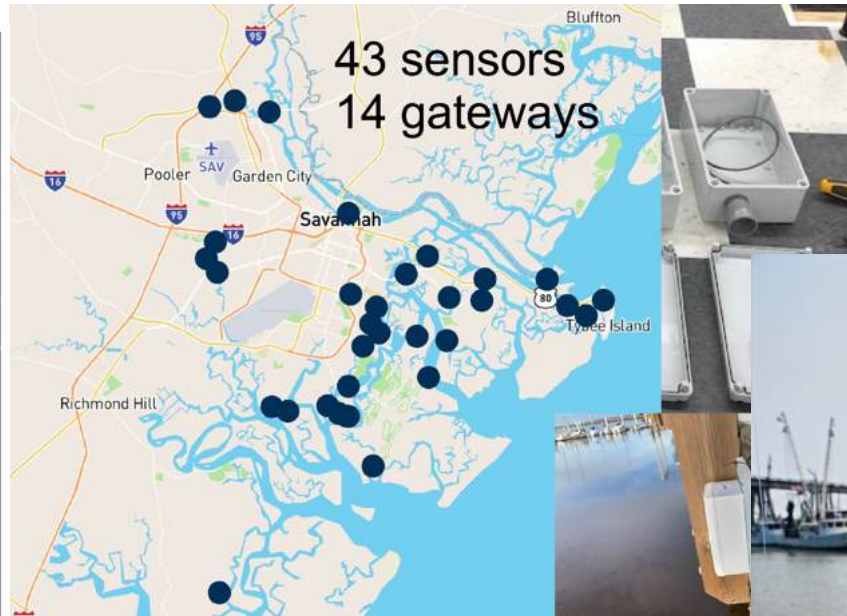 Bluffton
43 sensors
14 gateways
95
SAV
Pooler
Garden City
16
95
16
Savannah
80
Tybee Island
Richmond Hill